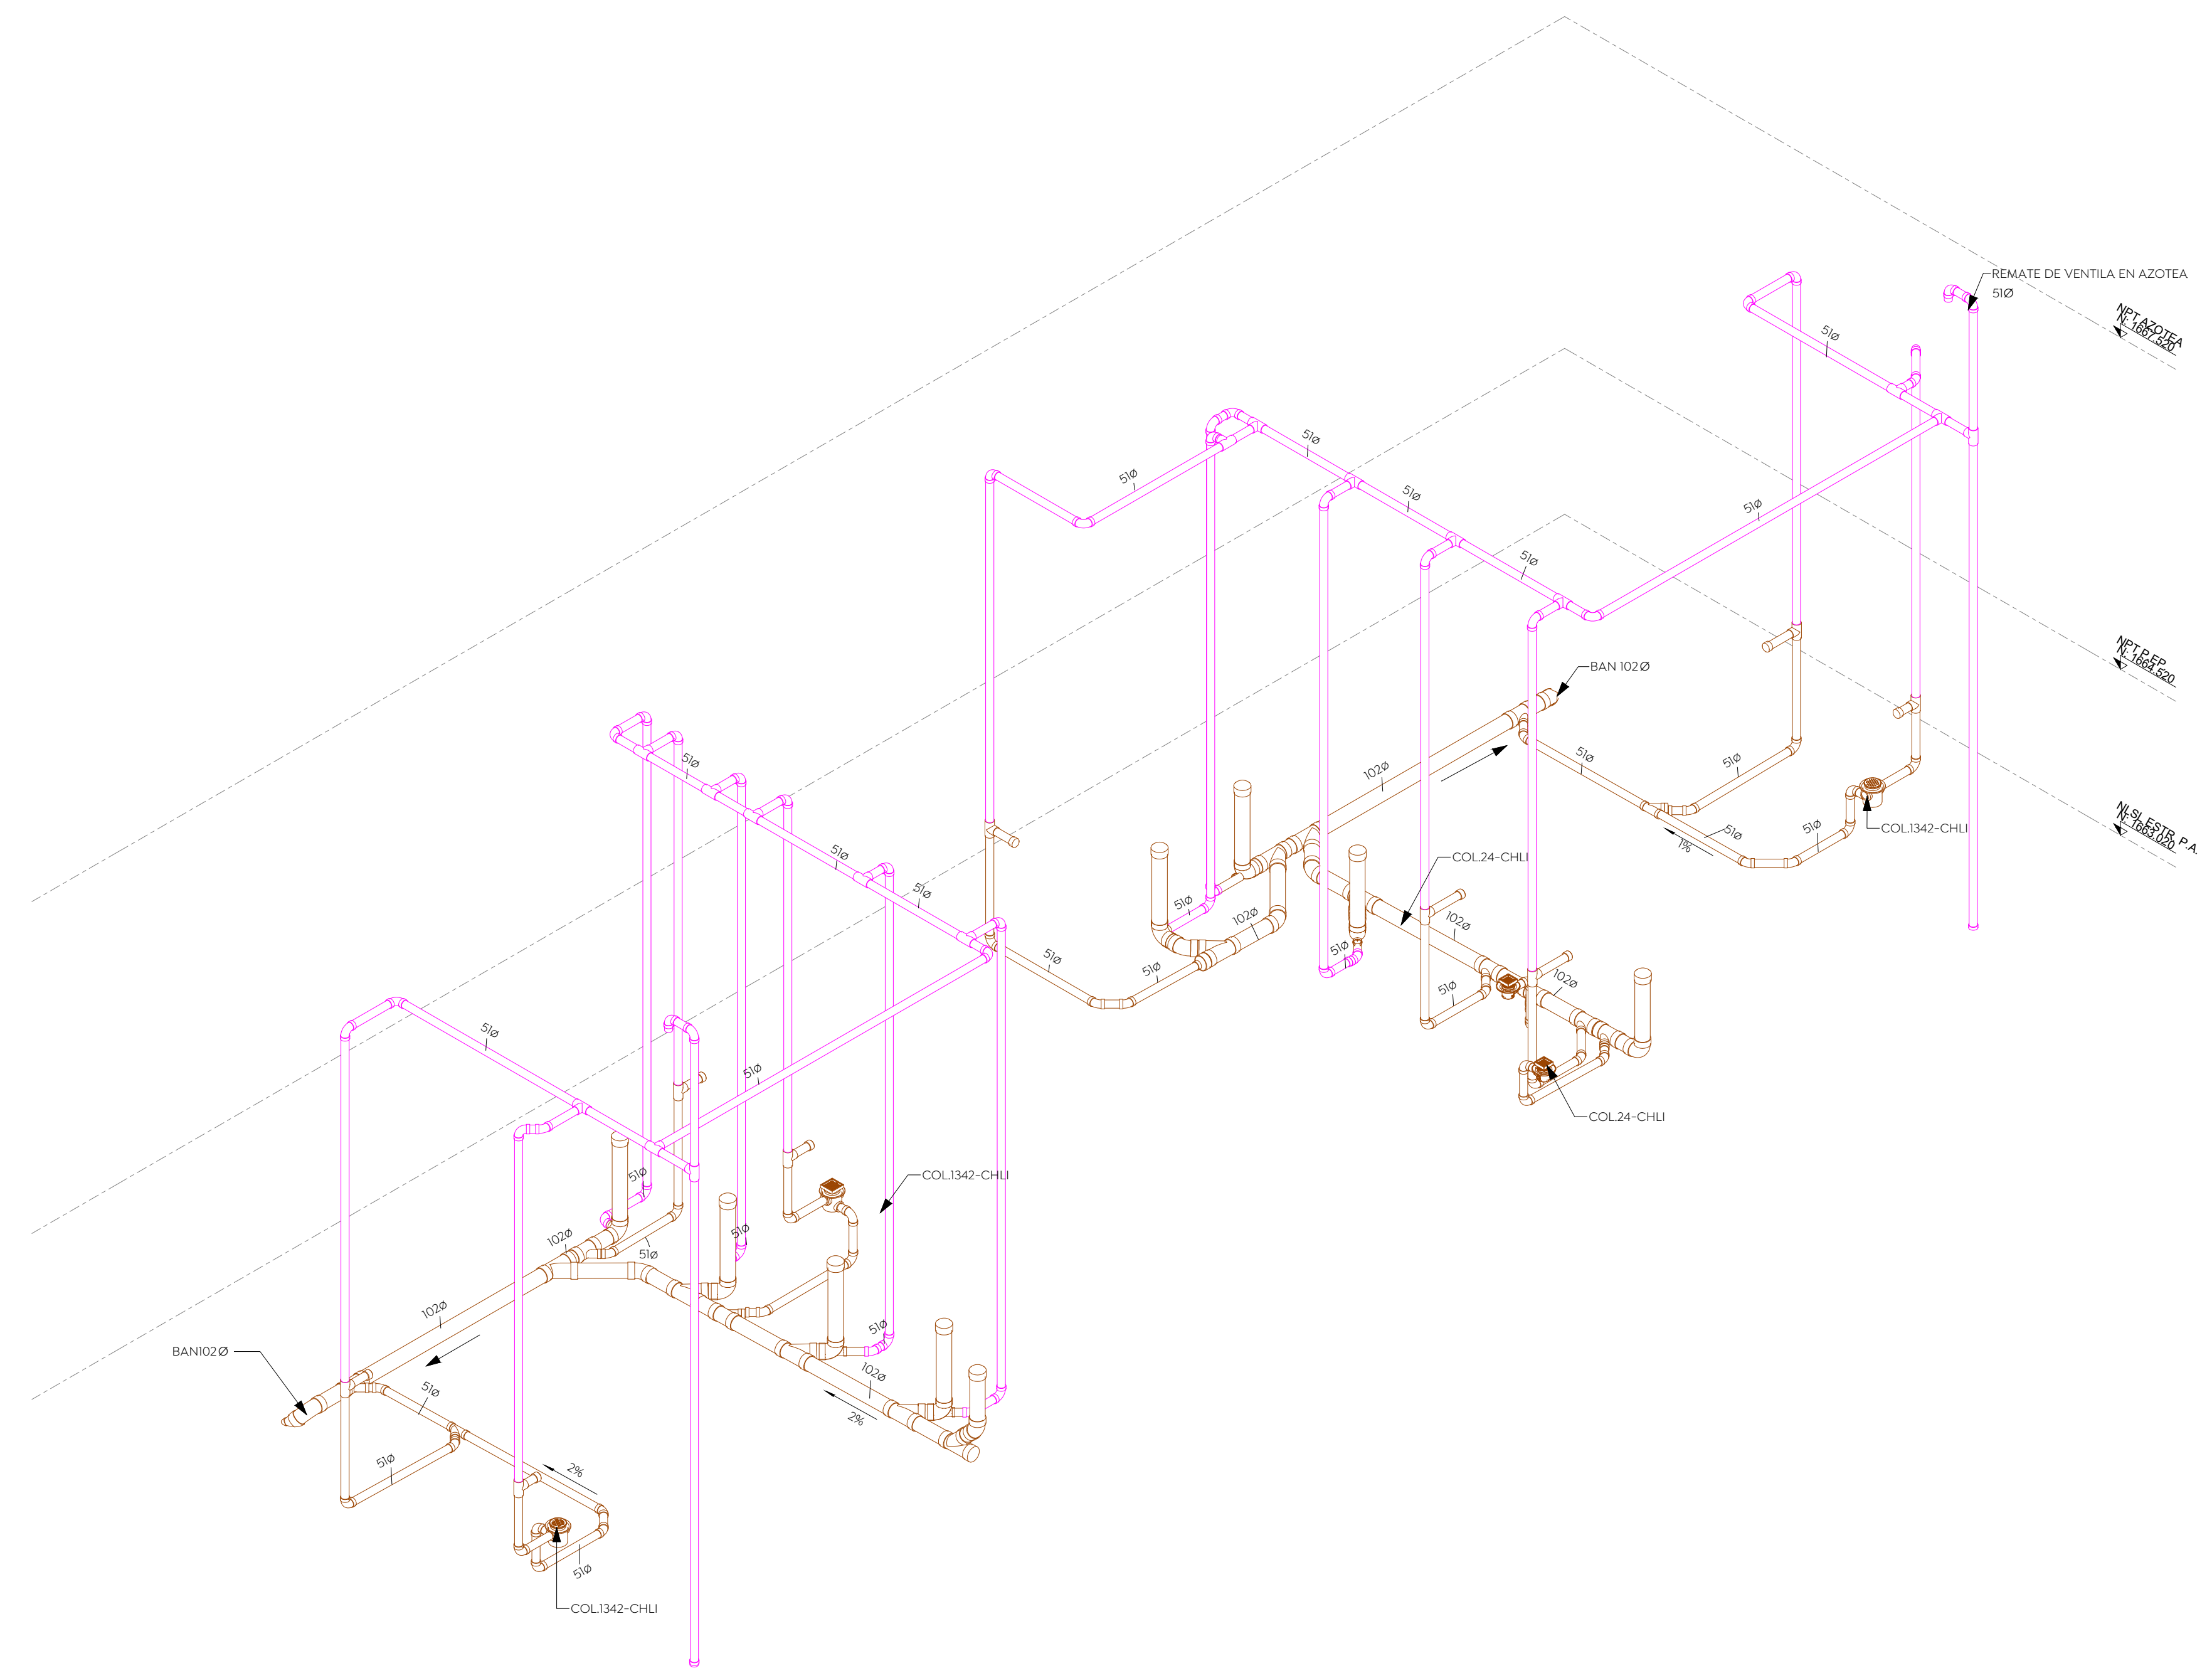 REMATE DE VENTILA EN AZOTEA
51Ø
NPT AZOTEA
N: 1667.520
51Ø
51Ø
51Ø
51Ø
51Ø
51Ø
BAN 102Ø
NPT P. EP.
N: 1664.520
51Ø
102Ø
51Ø
51Ø
51Ø
51Ø
1%
COL.1342-CHLI
NLSL ESTR. P.A.
N: 1663.020
51Ø
COL.24-CHLI
51Ø
51Ø
102Ø
102Ø
51Ø
51Ø
51Ø
102Ø
51Ø
51Ø
51Ø
COL.24-CHLI
51Ø
COL.1342-CHLI
51Ø
102Ø
51Ø
51Ø
102Ø
51Ø
BAN102Ø
102Ø
51Ø
2%
51Ø
2%
51Ø
COL.1342-CHLI